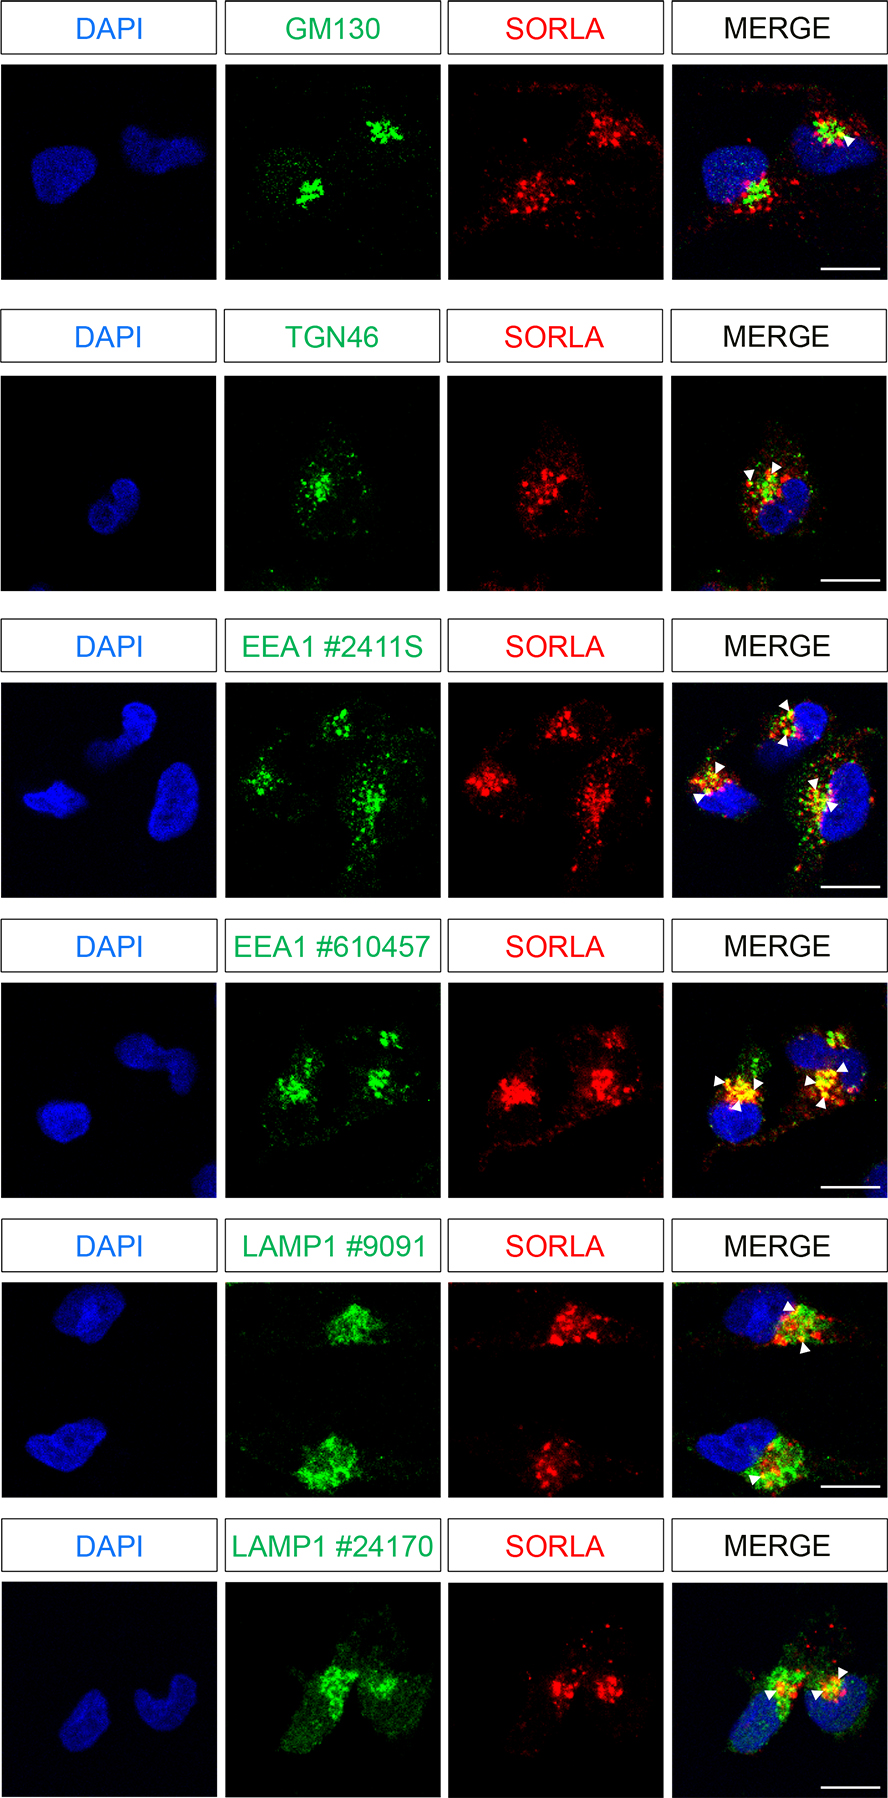 DAPI GM130 SORLA MERGE
DAPI TGN46 SORLA MERGE
DAPI EEA1 #2411S SORLA MERGE
DAPI EEA1 #610457 SORLA MERGE
DAPI LAMP1 #9091 SORLA MERGE
DAPI LAMP1 #24170 SORLA MERGE